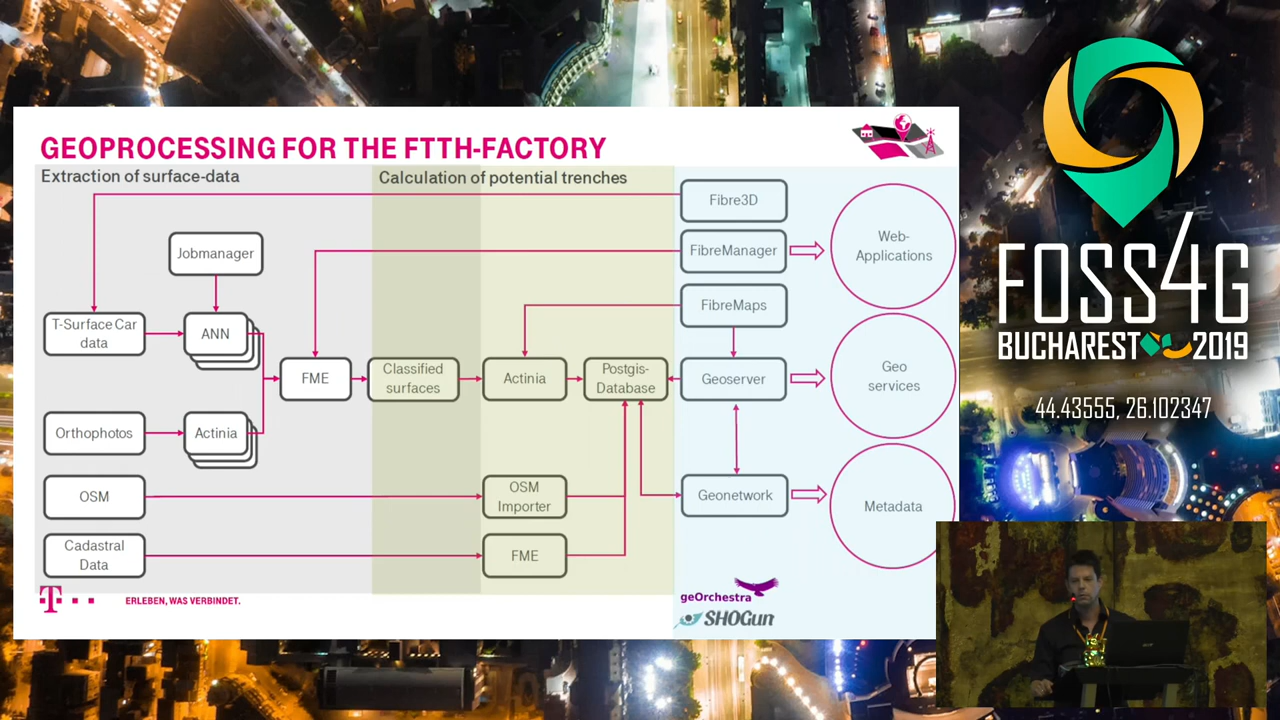 GEOPROCESSING FOR THE FTTH-FACTORY
Extraction of surface-data
Calculation of potential trenches
Fibre3D
Jobmanager
FibreManager
Web-
Applications
FibreMaps
T-Surface Car
data
ANN
FME
Classified
surfaces
Actinia
Postgis-
Database
Geoserver
Geo
services
Orthophotos
Actinia
OSM
OSM
Importer
Geonetwork
Metadata
Cadastral
Data
FME
T
ERLEBEN, WAS VERBINDET.
geOrchestra
SHOGun
FOSS4G
BUCHAREST 2019
44.43555, 26.102347